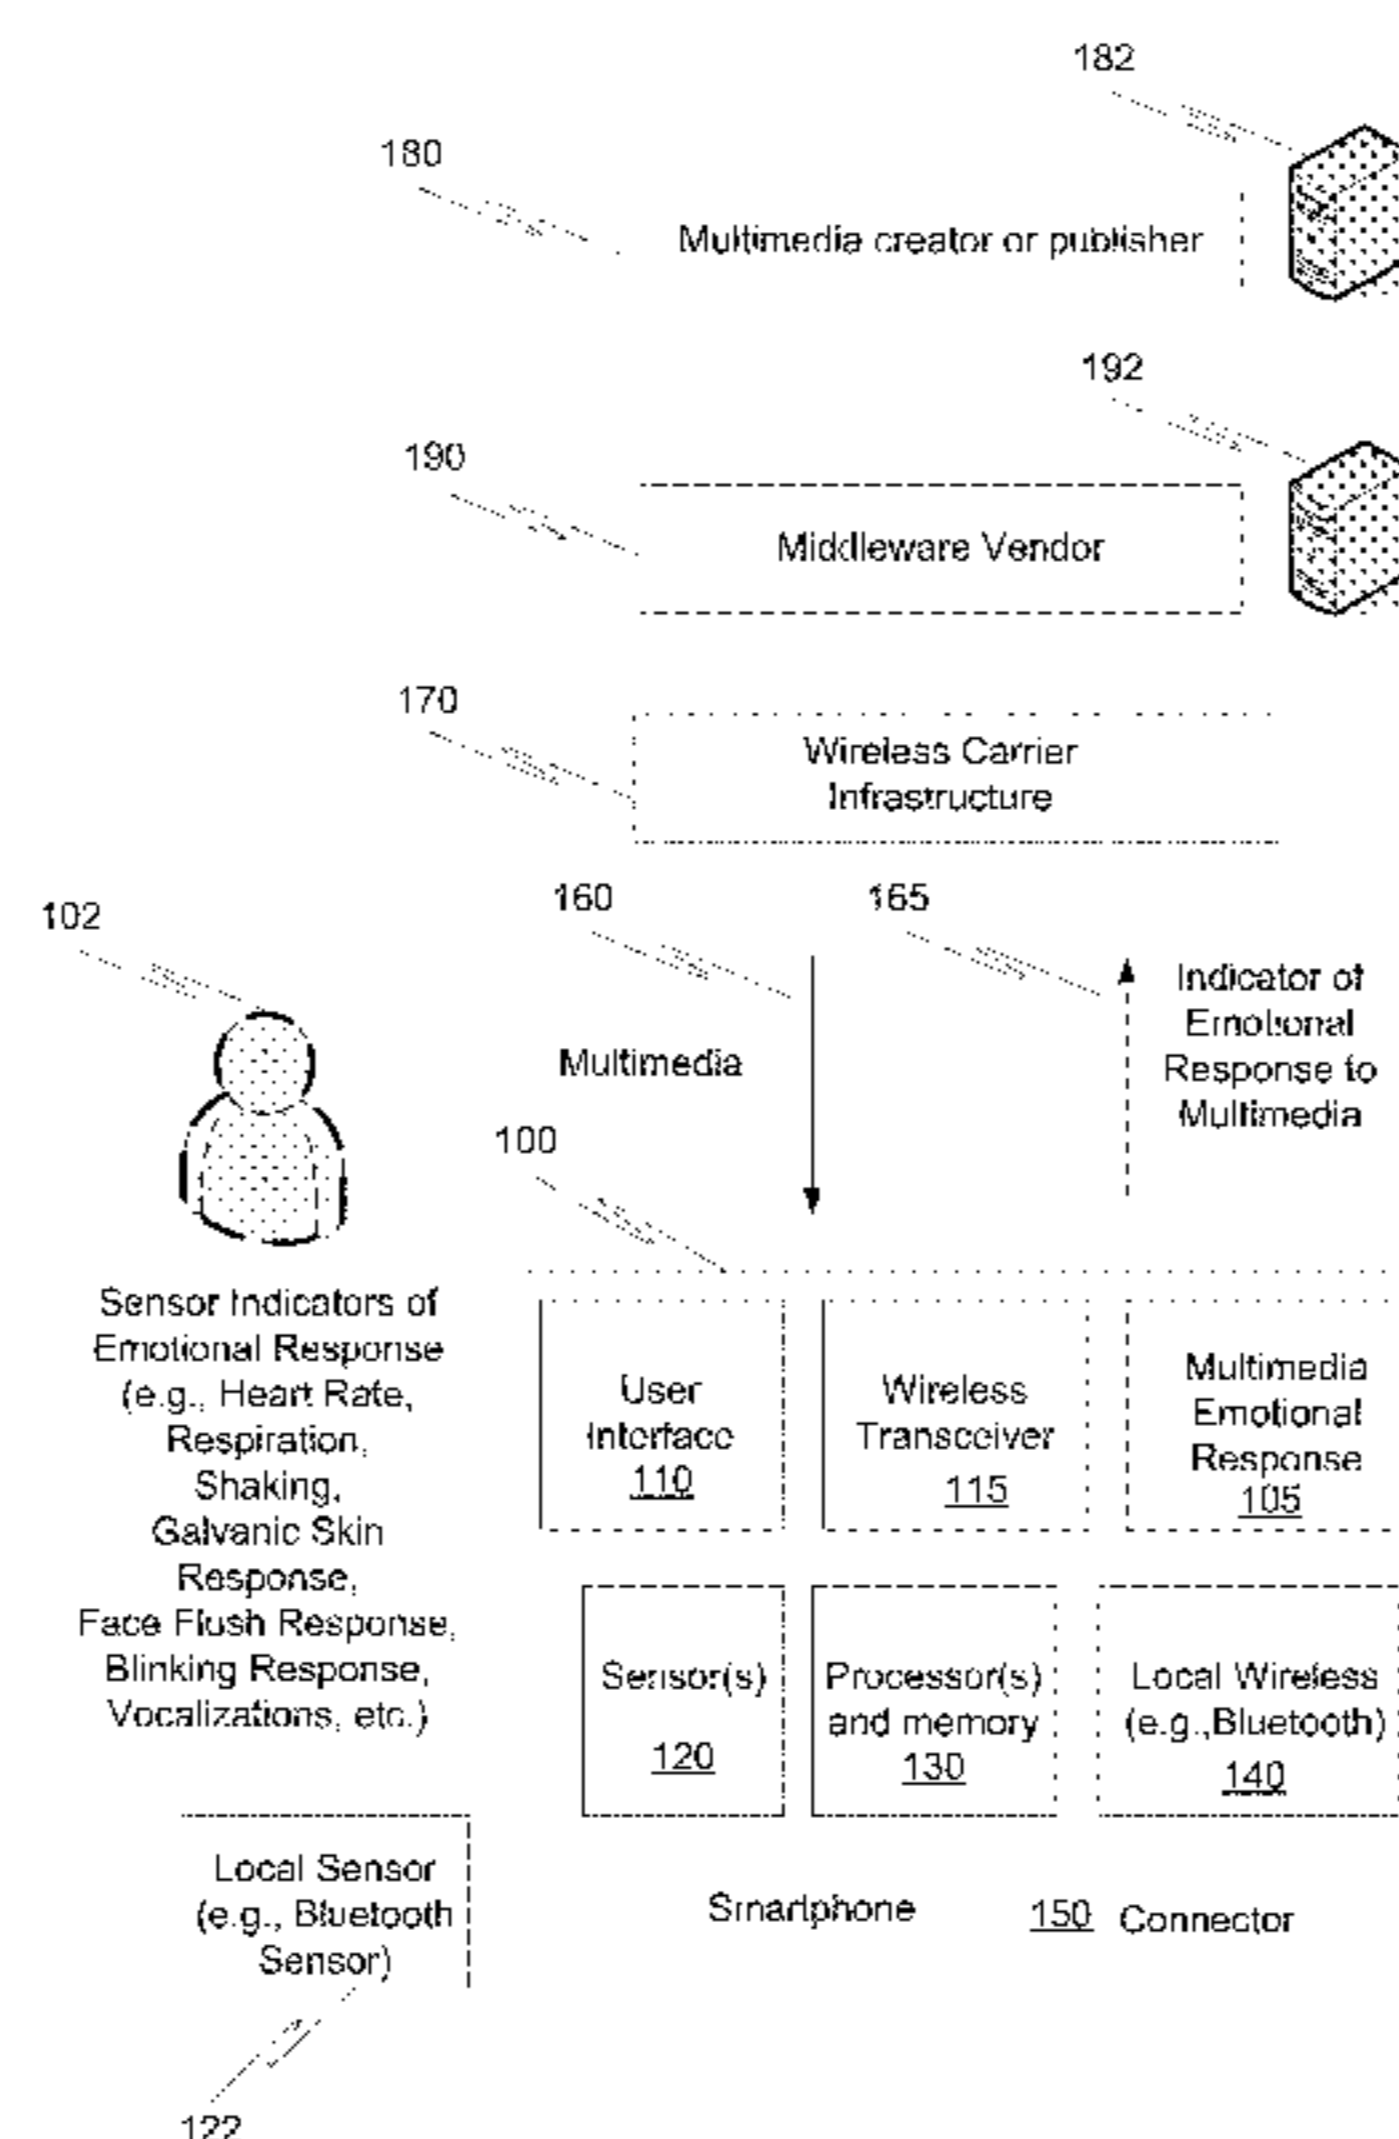 182
180
Multimedia creator or publisher
192
190
Middleware Vendor
170
Wireless Carrier
Infrastructure
102
160
165
Multimedia
Indicator of
Emotional
Response to
Multimedia
100
Sensor Indicators of
Emotional Response
(e.g., Heart Rate,
Respiration,
Shaking,
Galvanic Skin
Response,
Face Flush Response,
Blinking Response,
Vocalizations, etc.)
User
Interface
110
Wireless
Transceiver
115
Multimedia
Emotional
Response
105
Sensor(s)
120
Processor(s)
and memory
130
Local Wireless
(e.g.,Bluetooth)
140
Local Sensor
(e.g., Bluetooth
Sensor)
Smartphone
150 Connector
122